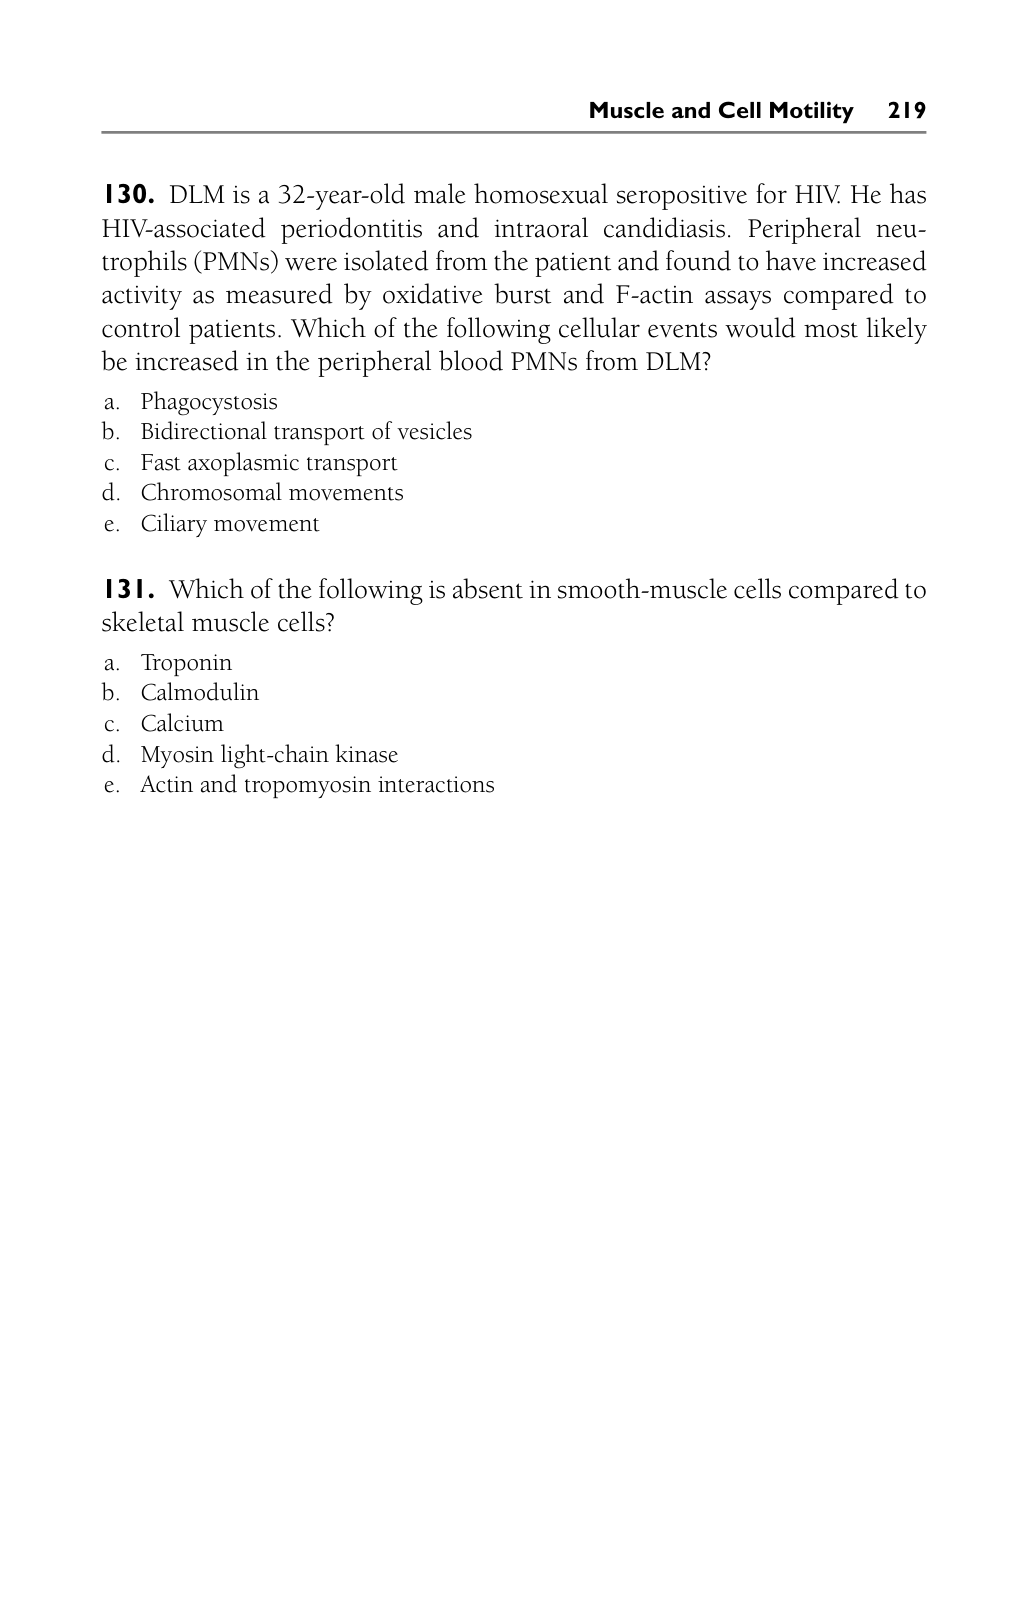 Muscle and Cell Motility 219
130. DLM is a 32-year-old male homosexual seropositive for HIV. He has
HIV-associated periodontitis and intraoral candidiasis. Peripheral neu-
trophils (PMNs) were isolated from the patient and found to have increased
activity as measured by oxidative burst and F-actin assays compared to
control patients. Which of the following cellular events would most likely
be increased in the peripheral blood PMNs from DLM?
a. Phagocystosis
b. Bidirectional transport of vesicles
c. Fast axoplasmic transport
d. Chromosomal movements
e. Ciliary movement
131. Which of the following is absent in smooth-muscle cells compared to
skeletal muscle cells?
a. Troponin
b. Calmodulin
c. Calcium
d. Myosin light-chain kinase
e. Actin and tropomyosin interactions